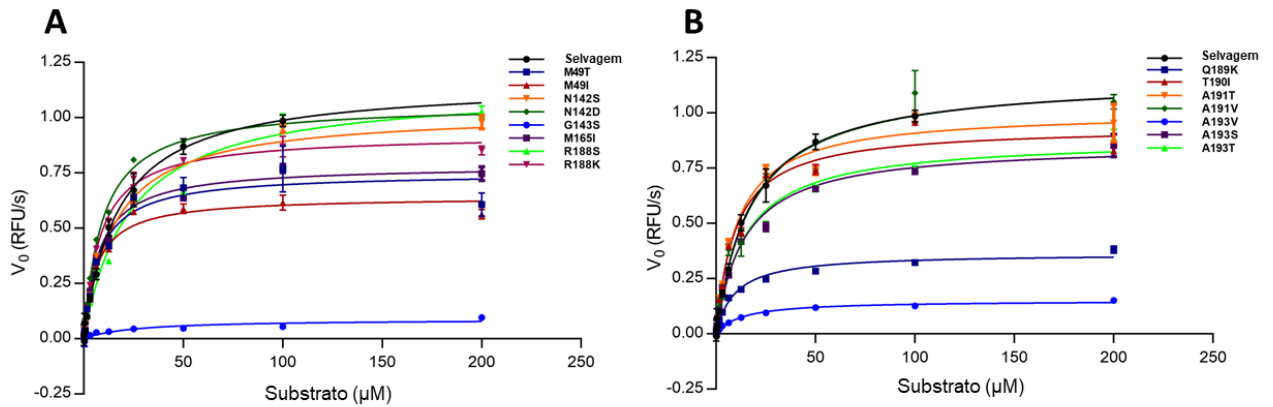 A
V₀ (RFU/s)
1.25
1.00
0.75
0.50
0.25
0.00
-0.25
50
100
150
200
250
Substrato (µM)
Selvagem
M49T
M49I
N142S
N142D
G143S
M165I
R188S
R188K
B
V₀ (RFU/s)
1.25
1.00
0.75
0.50
0.25
0.00
-0.25
50
100
150
200
250
Substrato (µM)
Selvagem
Q189K
T190I
A191T
A191V
A193V
A193S
A193T